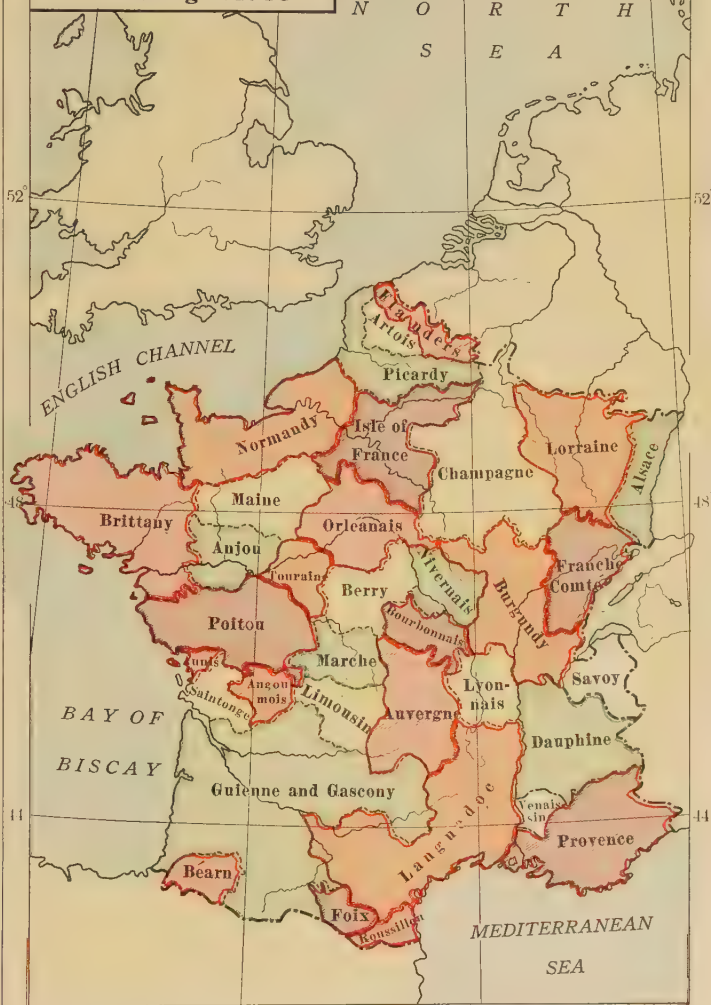 N O R T H
S E A
52°
52°
ENGLISH CHANNEL
Flanders
Artois
Picardy
Normandy
Isle of
France
Champagne
Lorraine
Alsace
48
48
Brittany
Maine
Orleanais
Anjou
Tourain
Berry
Nivernais
Burgundy
Franche
Comte
Poitou
Bourbonnais
Marche
Aunis
Saintonge
Angou-
mois
Limousin
Auvergne
Lyon-
nais
Savoy
BAY OF
BISCAY
Dauphine
Guienne and Gascony
Languedoc
Venais
sin
44
44
Provence
Béarn
Foix
Roussillon
MEDITERRANEAN
SEA